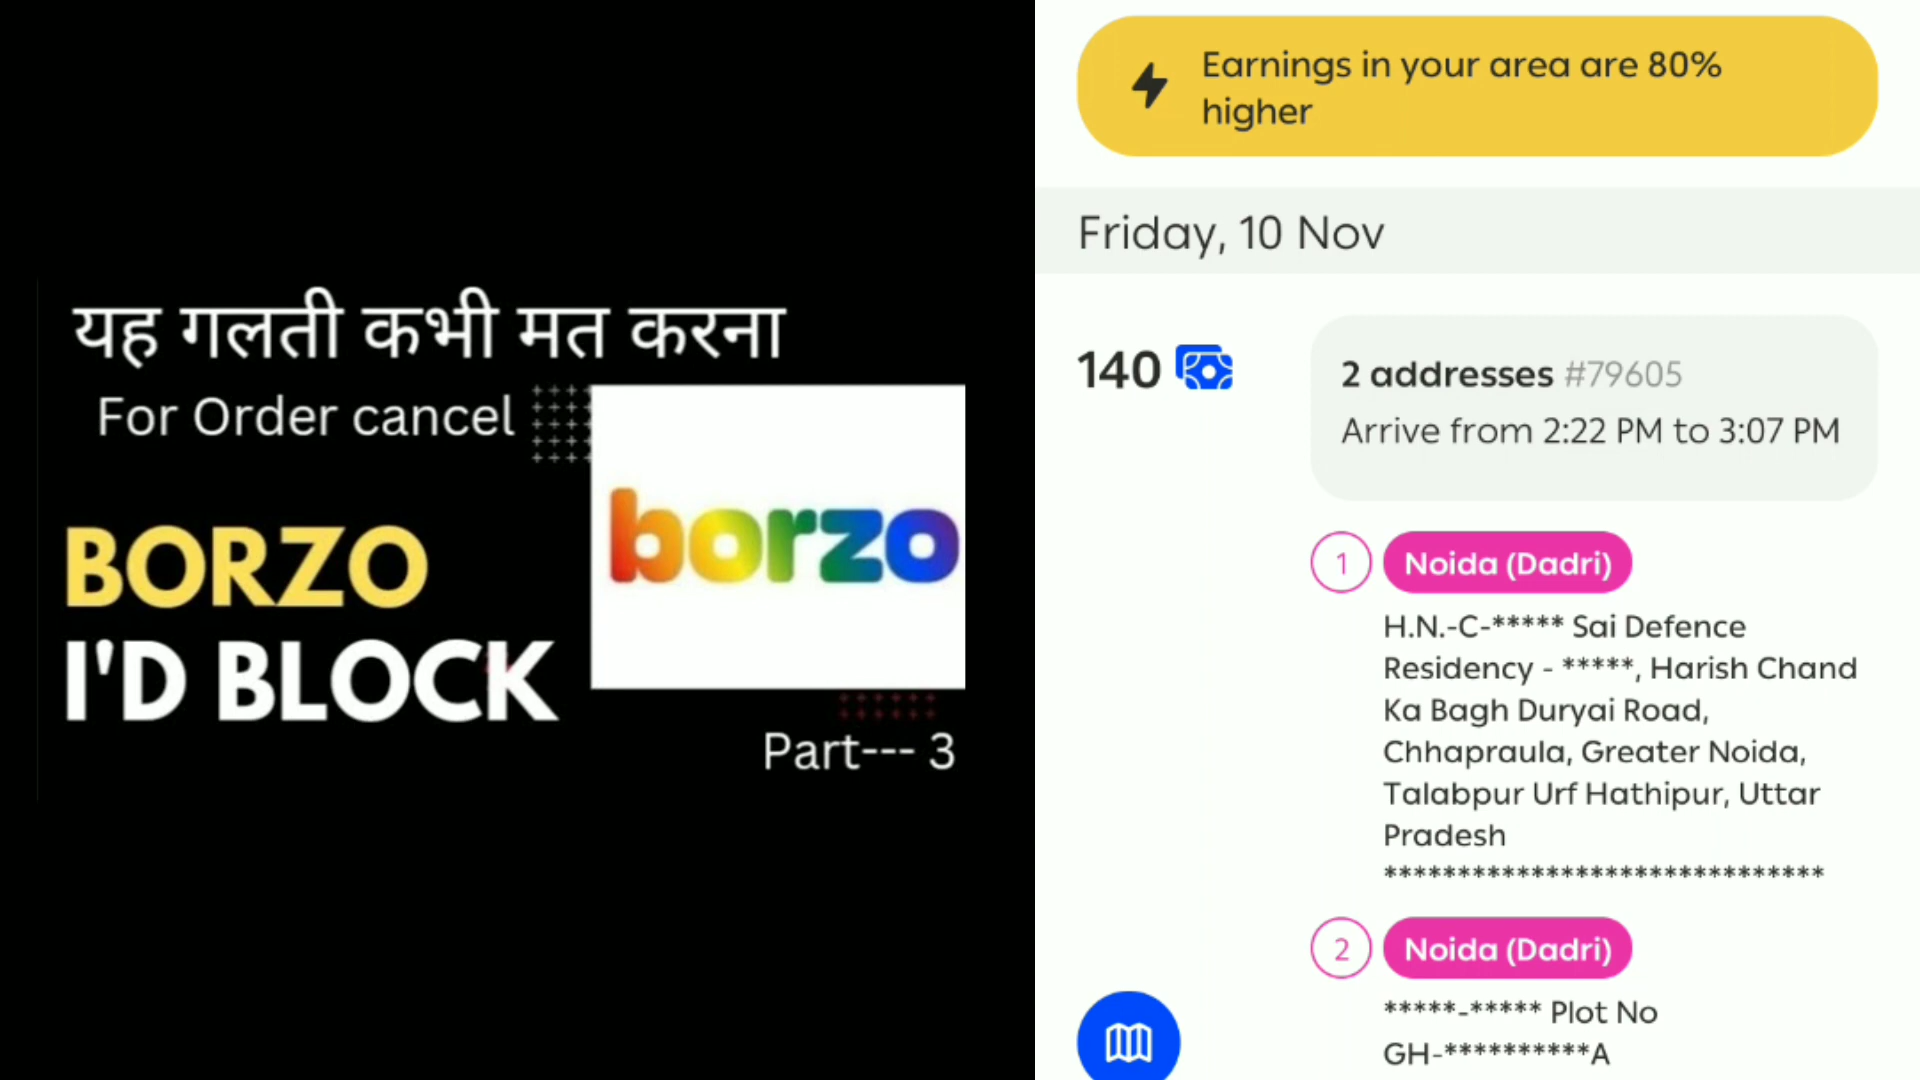 यह गलती कभी मत करना
For Order cancel
borzo
BORZO
I'D BLOCK
Part--- 3
Earnings in your area are 80%
higher
Friday, 10 Nov
140
2 addresses #79605
Arrive from 2:22 PM to 3:07 PM
1 Noida (Dadri)
H.N.-C-***** Sai Defence
Residency - *****, Harish Chand
Ka Bagh Duryai Road,
Chhapraula, Greater Noida,
Talabpur Urf Hathipur, Uttar
Pradesh
******************************
2 Noida (Dadri)
*****-***** Plot No
GH-**********A